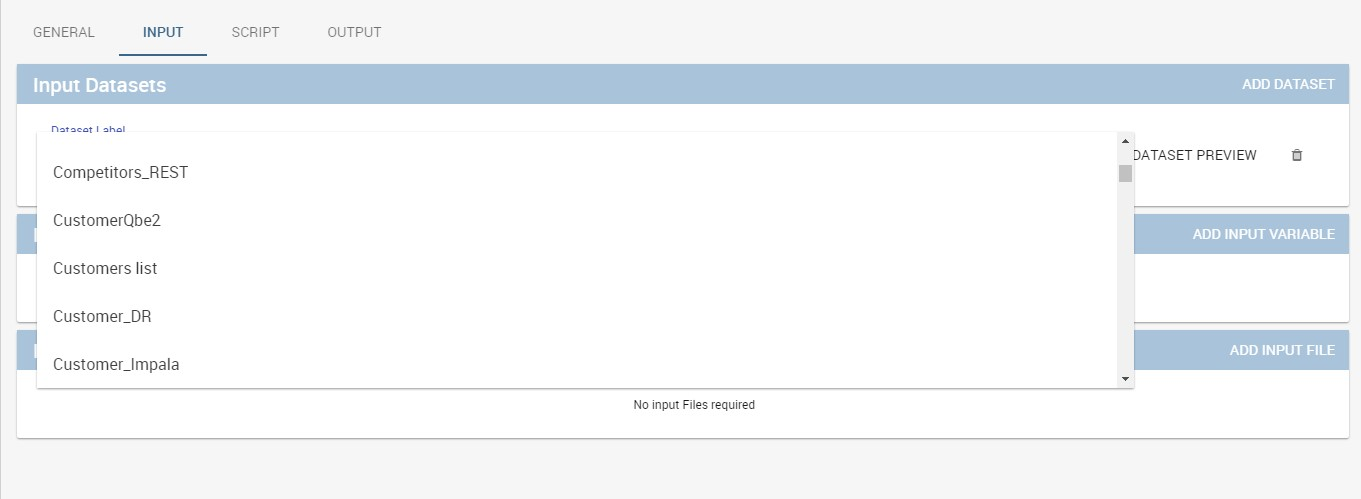 GENERAL INPUT SCRIPT OUTPUT
Input Datasets ADD DATASET
Dataset Label
DATASET PREVIEW
Competitors_REST
CustomerQbe2
ADD INPUT VARIABLE
Customers list
Customer_DR
ADD INPUT FILE
Customer_Impala
No input Files required